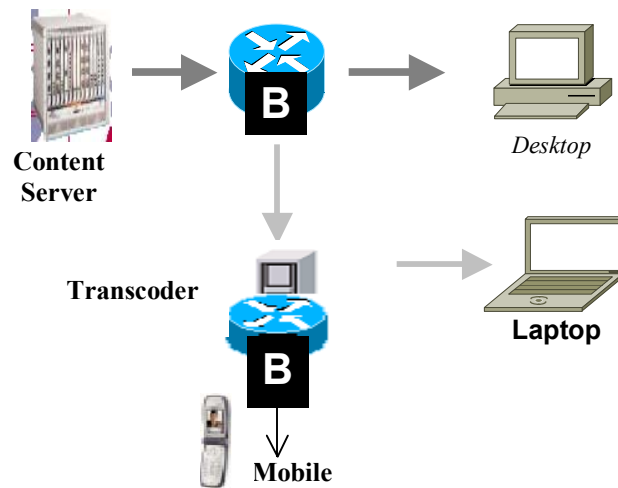 B
Content
Server
Desktop
Transcoder
Laptop
B
Mobile